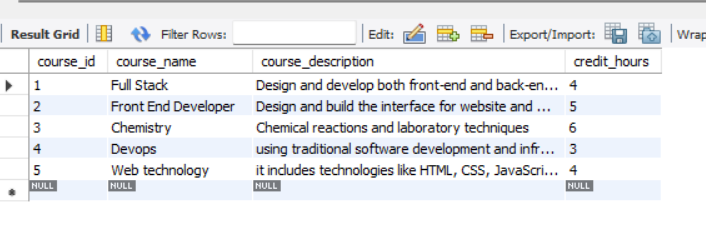 Result Grid Filter Rows: Edit: Export/Import: Wrap
course_id course_name course_description credit_hours
1 Full Stack Design and develop both front-end and back-en... 4
2 Front End Developer Design and build the interface for website and ... 5
3 Chemistry Chemical reactions and laboratory techniques 6
4 Devops using traditional software development and infr... 3
5 Web technology it includes technologies like HTML, CSS, JavaScri... 4
NULL NULL NULL NULL